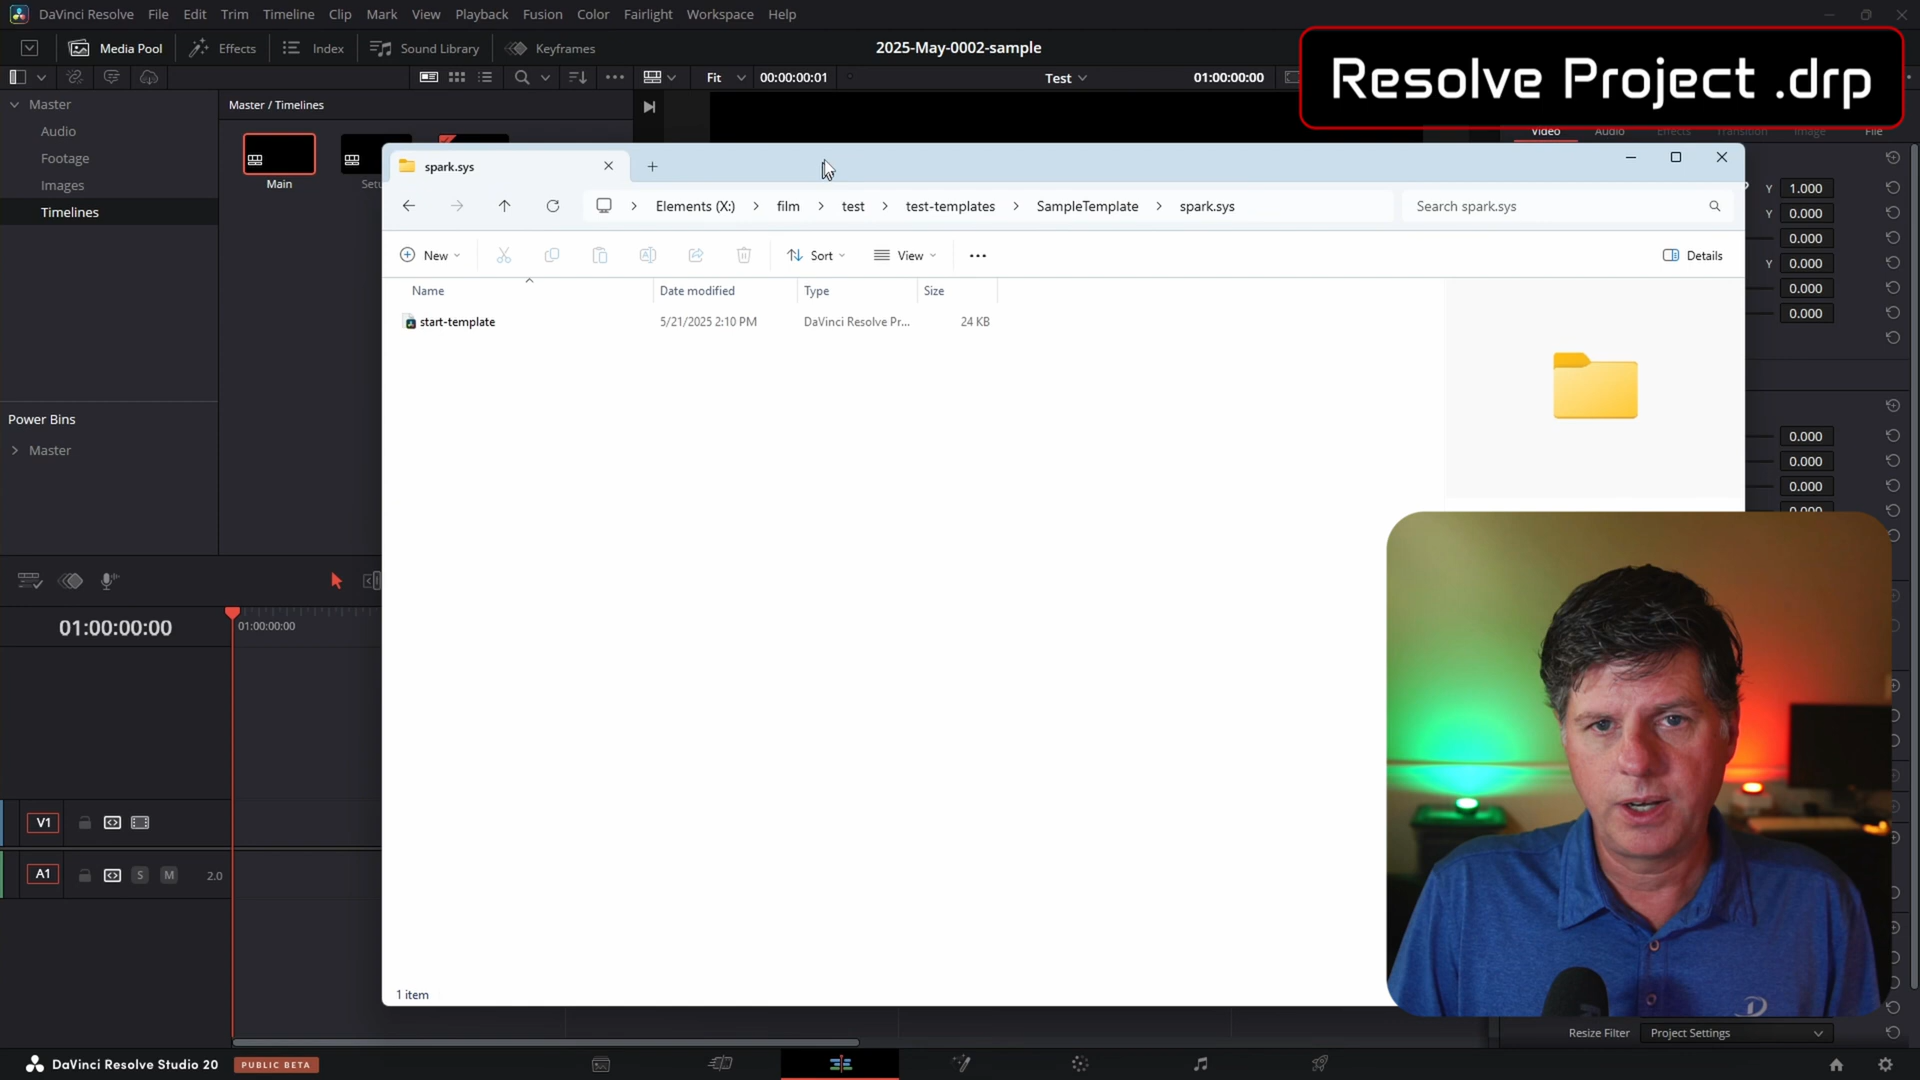 DaVinci Resolve File Edit Trim Timeline Clip Mark View Playback Fusion Color Fairlight Workspace Help
Media Pool Effects Index Sound Library Keyframes
2025-May-0002-sample
Resolve Project .drp
Fit 00:00:00:01
Test
01:00:00:00
Master
Audio
Footage
Images
Timelines
Master / Timelines
Main
Video Audio Effects Transition Image File
spark.sys
Elements (X:) > film > test > test-templates > SampleTemplate > spark.sys
Search spark.sys
New
Sort
View
Details
Name Date modified Type Size
start-template 5/21/2025 2:10 PM DaVinci Resolve Pr... 24 KB
1 item
Y 1.000
Y 0.000
0.000
Y 0.000
0.000
0.000
0.000
0.000
0.000
0.000
Power Bins
Master
01:00:00:00
01:00:00:00
V1
A1 S M 2.0
Resize Filter Project Settings
DaVinci Resolve Studio 20 PUBLIC BETA